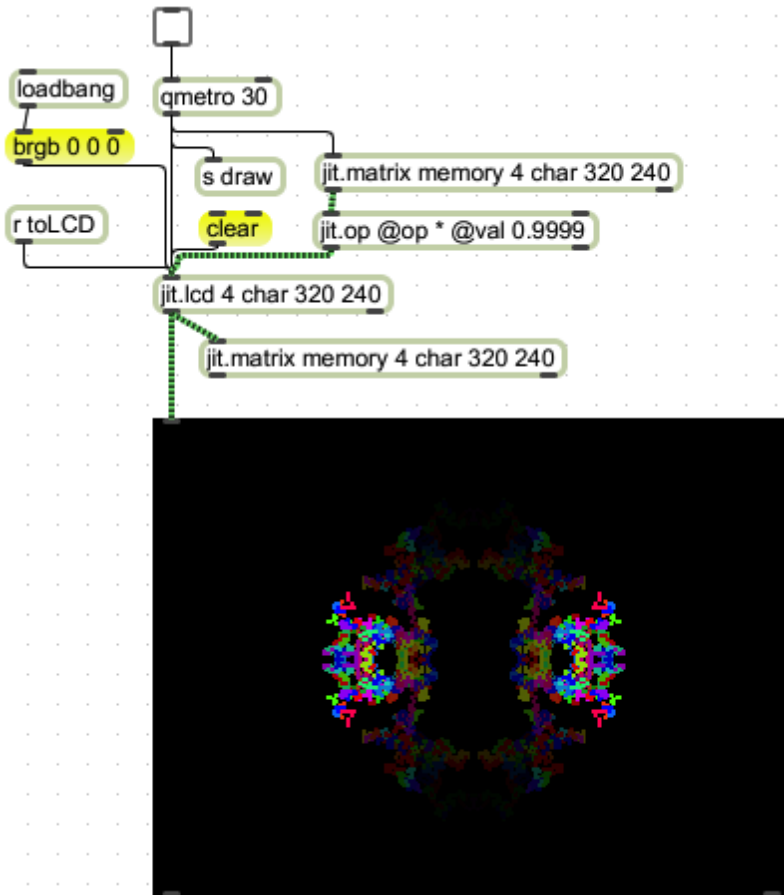 loadbang
qmetro 30
brgb 0 0 0
s draw
jit.matrix memory 4 char 320 240
r toLCD
clear
jit.op @op * @val 0.9999
jit.lcd 4 char 320 240
jit.matrix memory 4 char 320 240